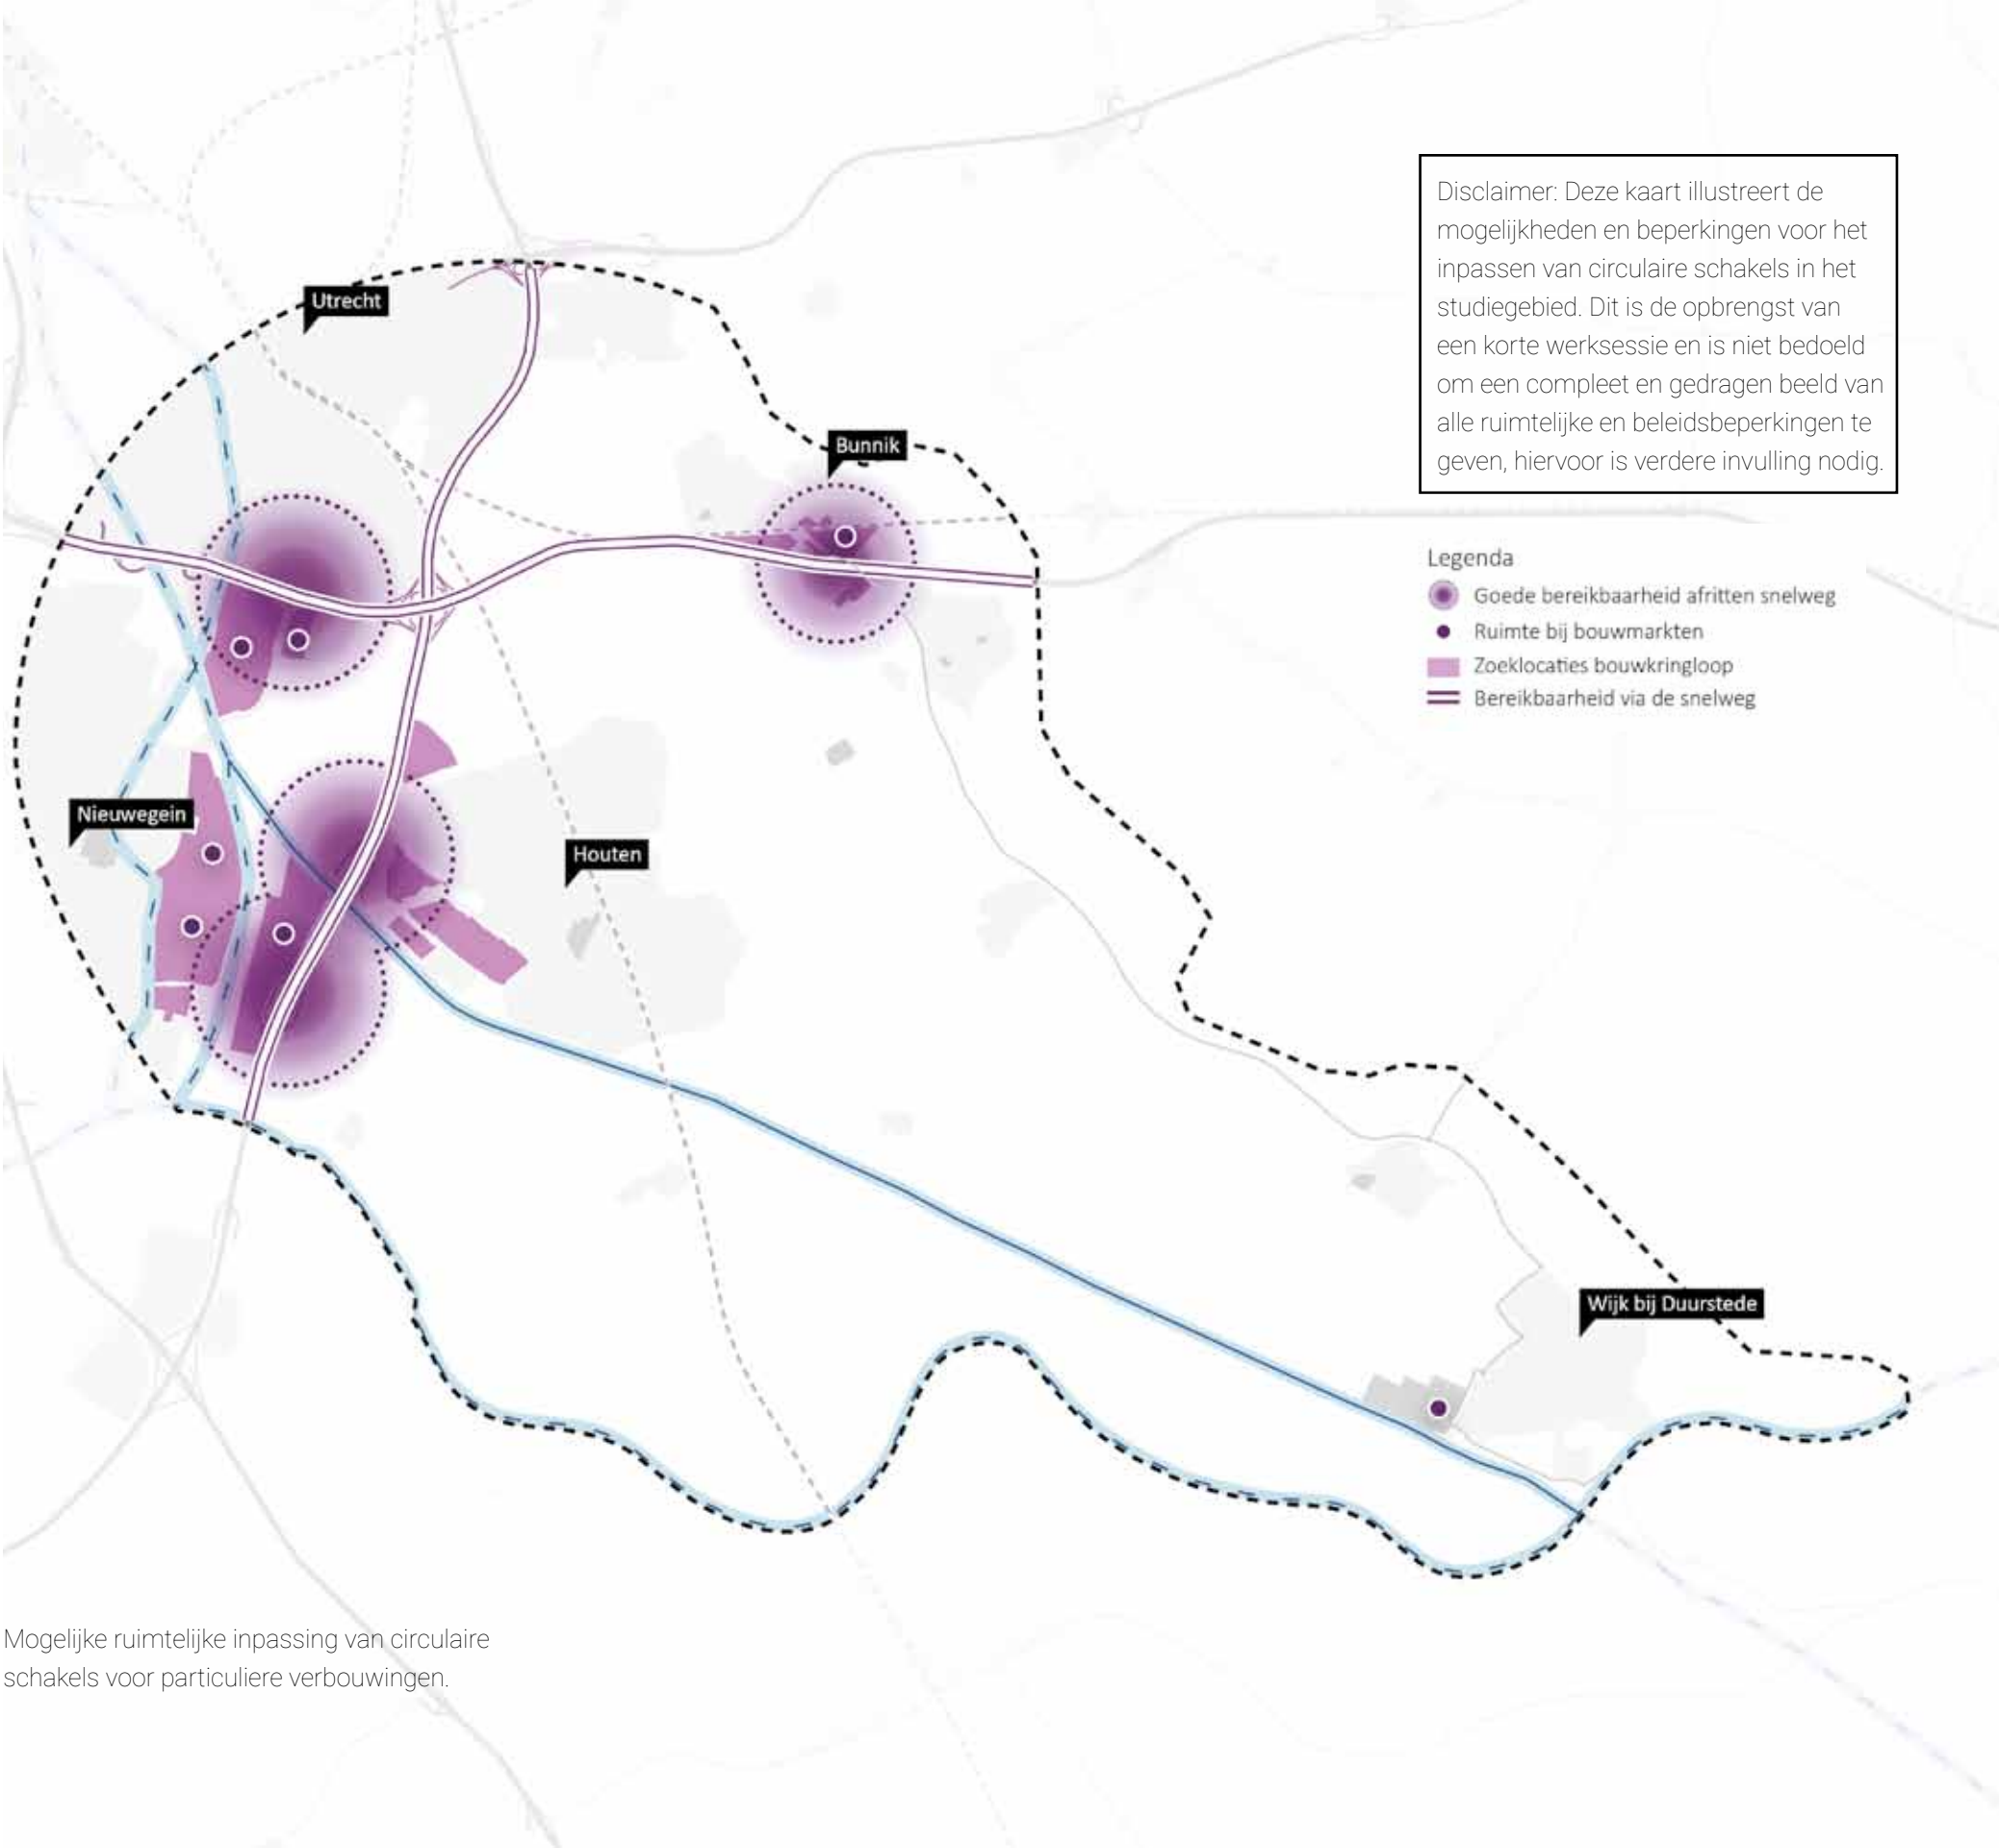 Disclaimer: Deze kaart illustreert de
mogelijkheden en beperkingen voor het
inpassen van circulaire schakels in het
studiegebied. Dit is de opbrengst van
een korte werksessie en is niet bedoeld
om een compleet en gedragen beeld van
alle ruimtelijke en beleidsbeperkingen te
geven, hiervoor is verdere invulling nodig.
Utrecht
Bunnik
Legenda
Goede bereikbaarheid afritten snelweg
Ruimte bij bouwmarkten
Zoeklocaties bouwkringloop
Bereikbaarheid via de snelweg
Nieuwegein
Houten
Wijk bij Duurstede
Mogelijke ruimtelijke inpassing van circulaire
schakels voor particuliere verbouwingen.